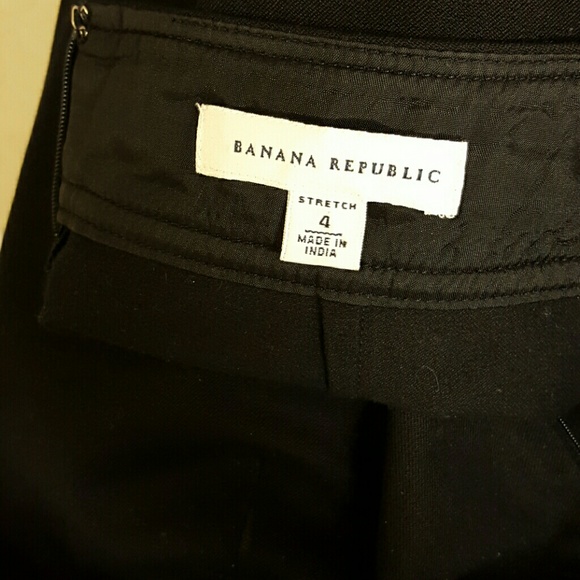 BANANA REPUBLIC
STRETCH
4
MADE IN
INDIA